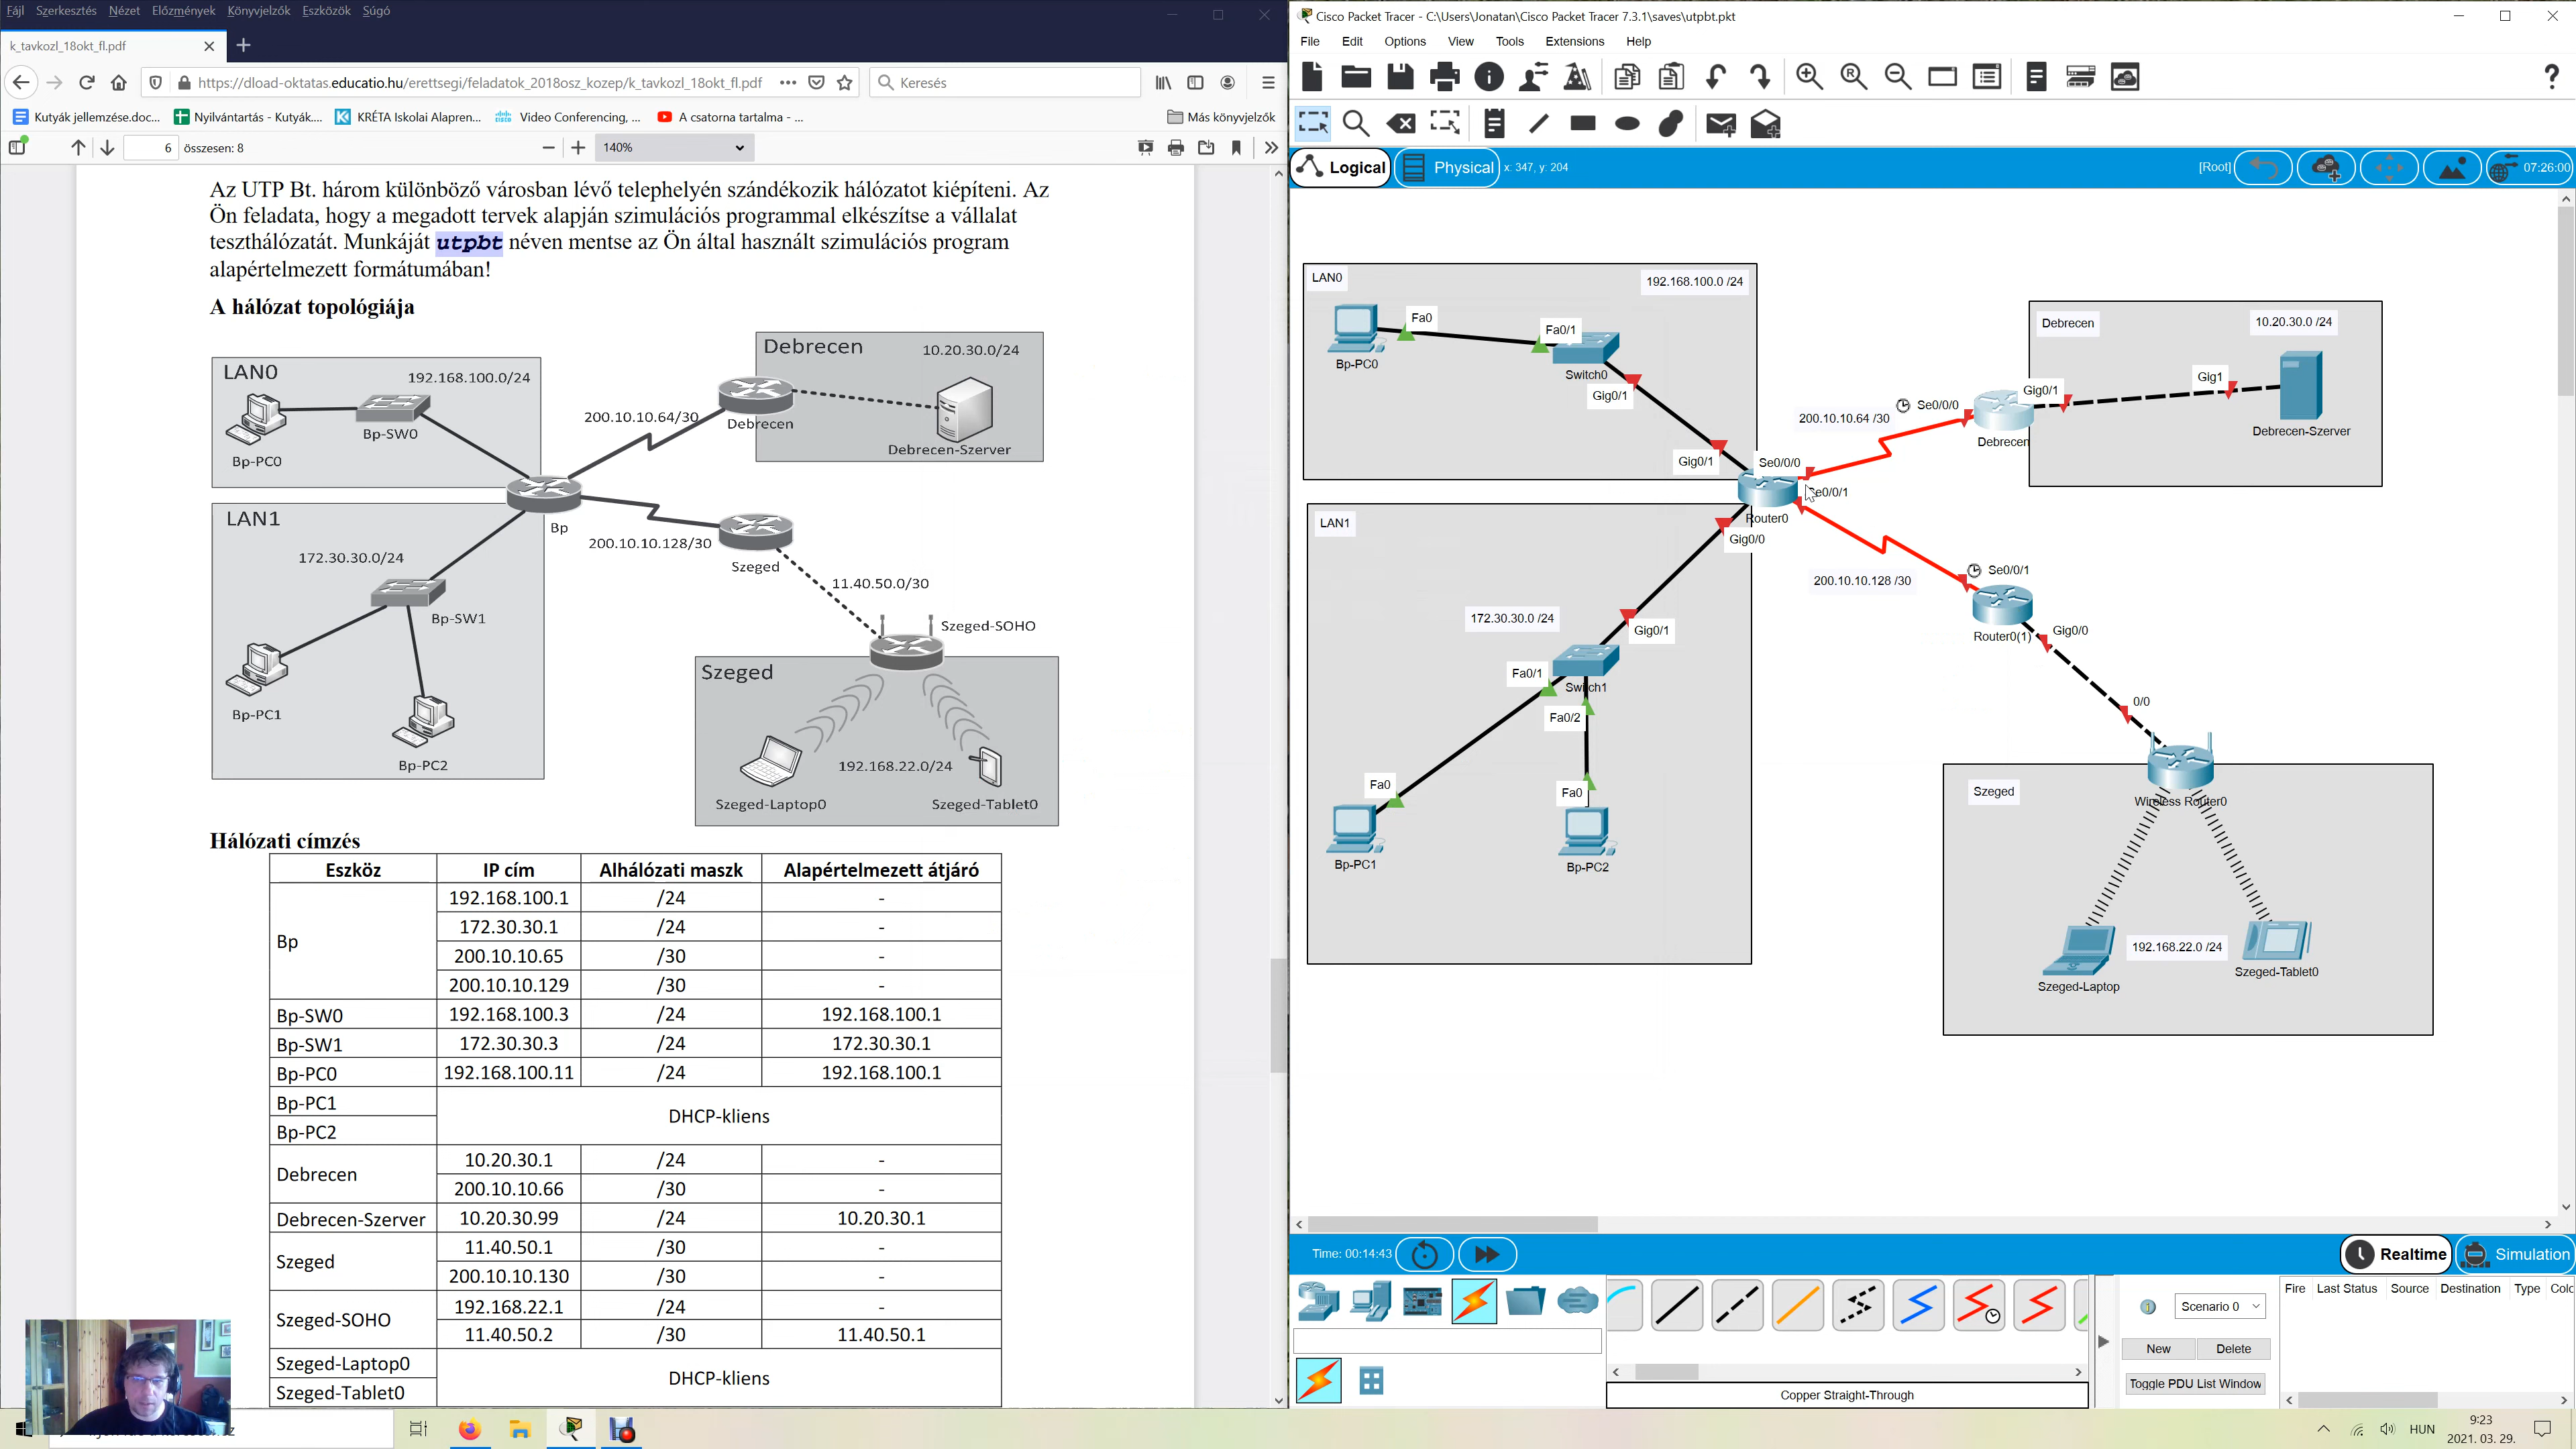 Fájl Szerkesztés Nézet Előzmények Könyvjelzők Eszközök Súgó
k_tavkozl_18okt_fl.pdf
https://dload-oktatas.educatio.hu/erettsegi/feladatok_2018osz_kozep/k_tavkozl_18okt_fl.pdf
Keresés
Kutyák jellemzése.doc...
Nyilvántartás - Kutyák....
KRÉTA Iskolai Alapren...
Video Conferencing, ...
A csatorna tartalma - ...
Más könyvjelzők
6 összesen: 8
140%
Az UTP Bt. három különböző városban lévő telephelyén szándékozik hálózatot kiépíteni. Az
Ön feladata, hogy a megadott tervek alapján szimulációs programmal elkészítse a vállalat
teszthálózatát. Munkáját utpbt néven mentse az Ön által használt szimulációs program
alapértelmezett formátumában!
A hálózat topológiája
LAN0
192.168.100.0/24
Bp-SW0
Bp-PC0
Debrecen
10.20.30.0/24
200.10.10.64/30
Debrecen
Debrecen-Szerver
LAN1
Bp
172.30.30.0/24
200.10.10.128/30
Szeged
11.40.50.0/30
Bp-SW1
Szeged-SOHO
Szeged
Bp-PC1
Bp-PC2
192.168.22.0/24
Szeged-Laptop0
Szeged-Tablet0
Hálózati címzés
Eszköz IP cím Alhálózati maszk Alapértelmezett átjáró
Bp
192.168.100.1 /24 -
172.30.30.1 /24 -
200.10.10.65 /30 -
200.10.10.129 /30 -
Bp-SW0 192.168.100.3 /24 192.168.100.1
Bp-SW1 172.30.30.3 /24 172.30.30.1
Bp-PC0 192.168.100.11 /24 192.168.100.1
Bp-PC1
DHCP-kliens
Bp-PC2
Debrecen
10.20.30.1 /24 -
200.10.10.66 /30 -
Debrecen-Szerver 10.20.30.99 /24 10.20.30.1
Szeged
11.40.50.1 /30 -
200.10.10.130 /30 -
Szeged-SOHO
192.168.22.1 /24 -
11.40.50.2 /30 11.40.50.1
Szeged-Laptop0
DHCP-kliens
Szeged-Tablet0
Cisco Packet Tracer - C:\Users\Jonatan\Cisco Packet Tracer 7.3.1\saves\utpbt.pkt
File Edit Options View Tools Extensions Help
Logical
Physical
x: 347, y: 204
[Root]
07:26:00
LAN0
192.168.100.0 /24
Fa0
Fa0/1
Bp-PC0
Switch0
Gig0/1
Gig0/1
Debrecen
10.20.30.0 /24
Gig1
Gig0/1
Se0/0/0
200.10.10.64 /30
Debrecen
Debrecen-Szerver
Se0/0/0
Se0/0/1
Router0
Gig0/0
LAN1
200.10.10.128 /30
Se0/0/1
Router0(1)
Gig0/0
172.30.30.0 /24
Gig0/1
Fa0/1
Switch1
Fa0/2
Fa0
Fa0
Bp-PC1
Bp-PC2
0/0
Szeged
Wireless Router0
192.168.22.0 /24
Szeged-Laptop
Szeged-Tablet0
Time: 00:14:43
Realtime
Simulation
Scenario 0
New
Delete
Toggle PDU List Window
Fire Last Status Source Destination Type
Copper Straight-Through
HUN
9:23
2021. 03. 29.